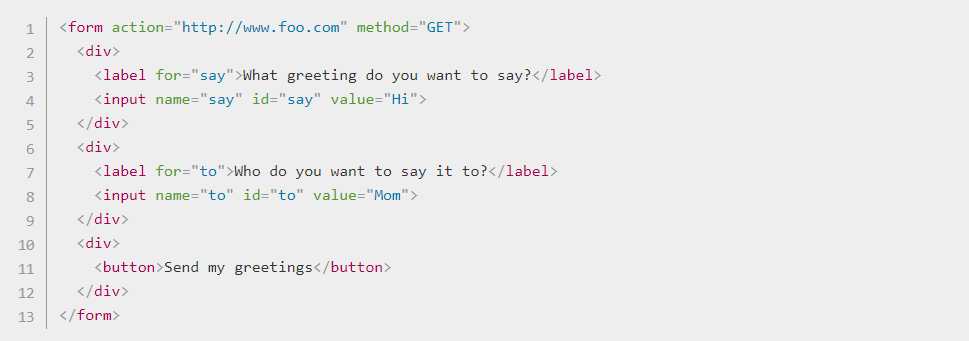 1 <form action="http://www.foo.com" method="GET">
2   <div>
3     <label for="say">What greeting do you want to say?</label>
4     <input name="say" id="say" value="Hi">
5   </div>
6   <div>
7     <label for="to">Who do you want to say it to?</label>
8     <input name="to" id="to" value="Mom">
9   </div>
10   <div>
11     <button>Send my greetings</button>
12   </div>
13 </form>